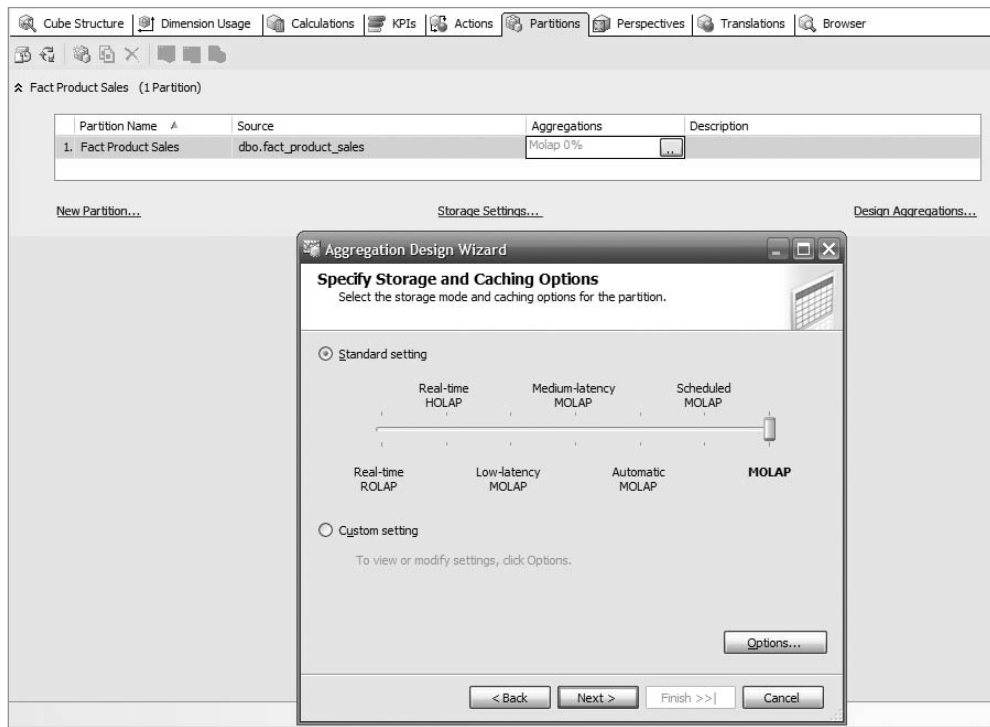 Cube Structure Dimension Usage Calculations KPIs Actions Partitions Perspectives Translations Browser
Fact Product Sales (1 Partition)
Partition Name Source Aggregations Description
1. Fact Product Sales dbo.fact_product_sales Molap 0% ..
New Partition... Storage Settings... Design Aggregations...
Aggregation Design Wizard
Specify Storage and Caching Options
Select the storage mode and caching options for the partition.
Standard setting
Real-time Medium-latency Scheduled
HOLAP MOLAP MOLAP
Real-time Low-latency Automatic MOLAP
ROLAP MOLAP MOLAP
Custom setting
To view or modify settings, click Options.
Options...
< Back Next > Finish >>| Cancel